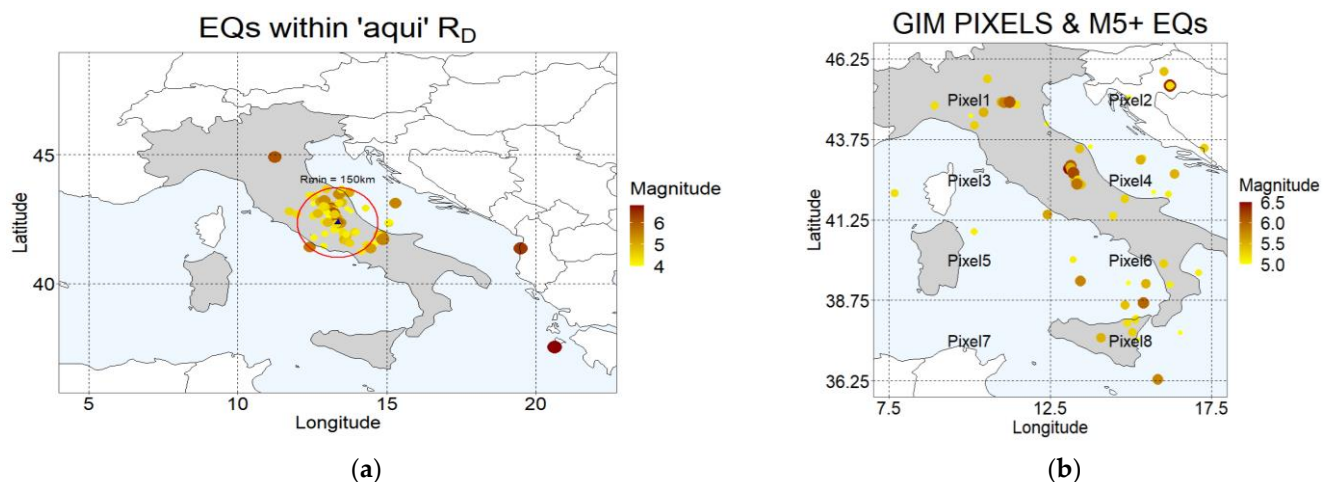 EQs within 'aqui' R_D
Latitude
45
40
Rmin = 150km
5 10 15 20
Longitude
Magnitude
6
5
4
(a)
GIM PIXELS & M5+ EQs
Latitude
46.25
43.75
41.25
38.75
36.25
Pixel1 Pixel2
Pixel3 Pixel4
Pixel5 Pixel6
Pixel7 Pixel8
7.5 12.5 17.5
Longitude
Magnitude
6.5
6.0
5.5
5.0
(b)